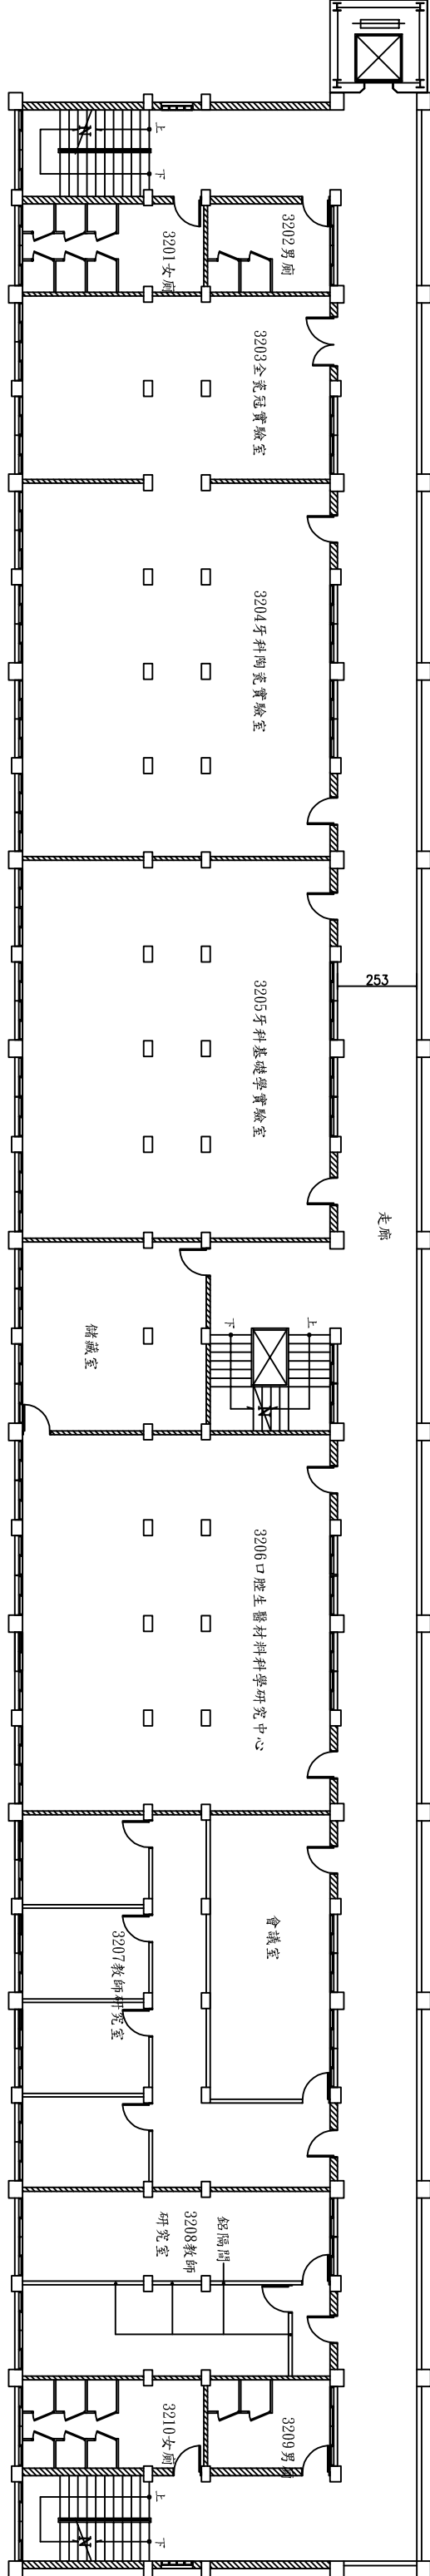 上
下
3202男廁
3201女廁
3203全瓷冠實驗室
3204牙科陶瓷實驗室
253
3205牙科基礎學實驗室
走廊
儲藏室
上
下
3206口腔生醫材料科學研究中心
會議室
3207教師研究室
鋁隔間
3208教師
研究室
3209男廁
3210女廁
上
下